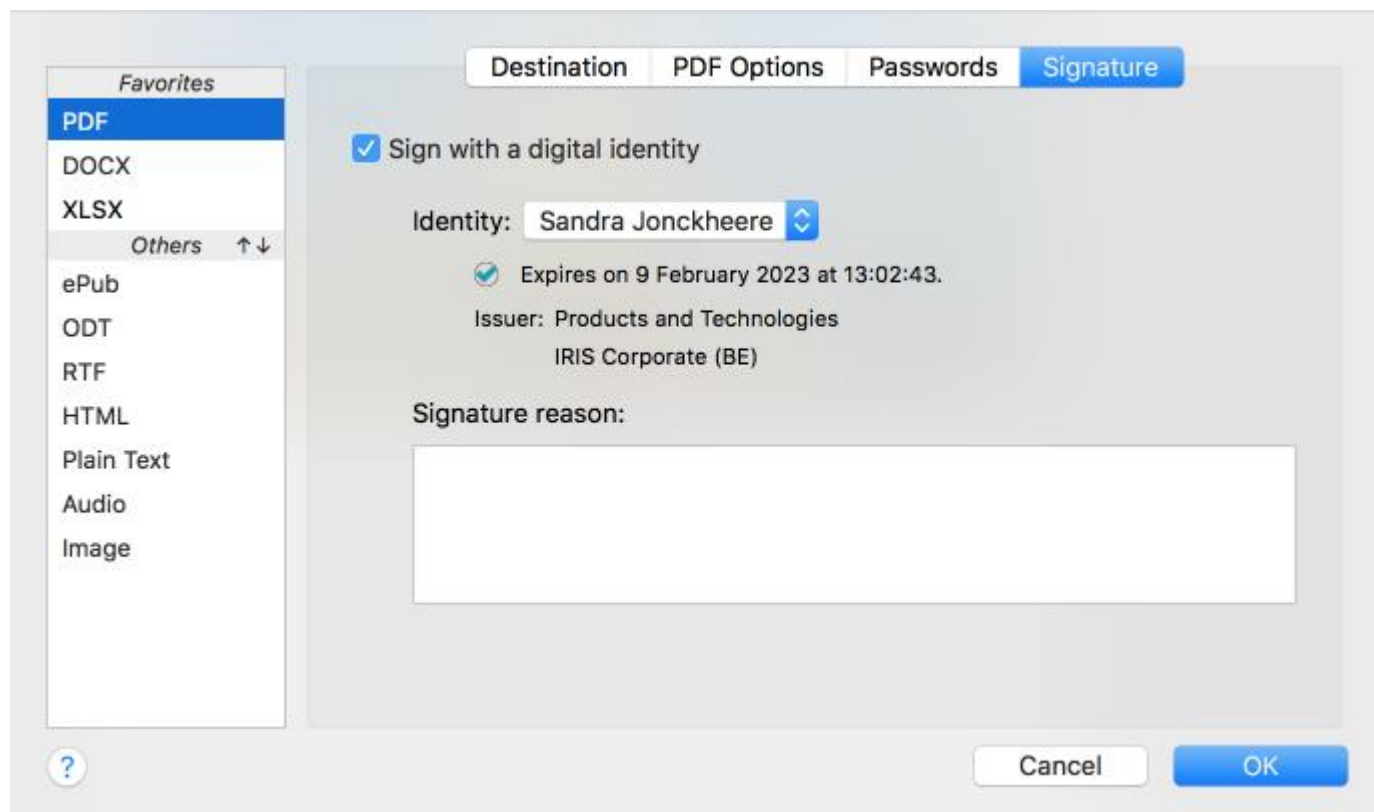 Destination PDF Options Passwords Signature
Favorites
PDF
DOCX
XLSX
Others ↑↓
ePub
ODT
RTF
HTML
Plain Text
Audio
Image
Sign with a digital identity
Identity: Sandra Jonckheere
Expires on 9 February 2023 at 13:02:43.
Issuer: Products and Technologies
IRIS Corporate (BE)
Signature reason:
?
Cancel OK